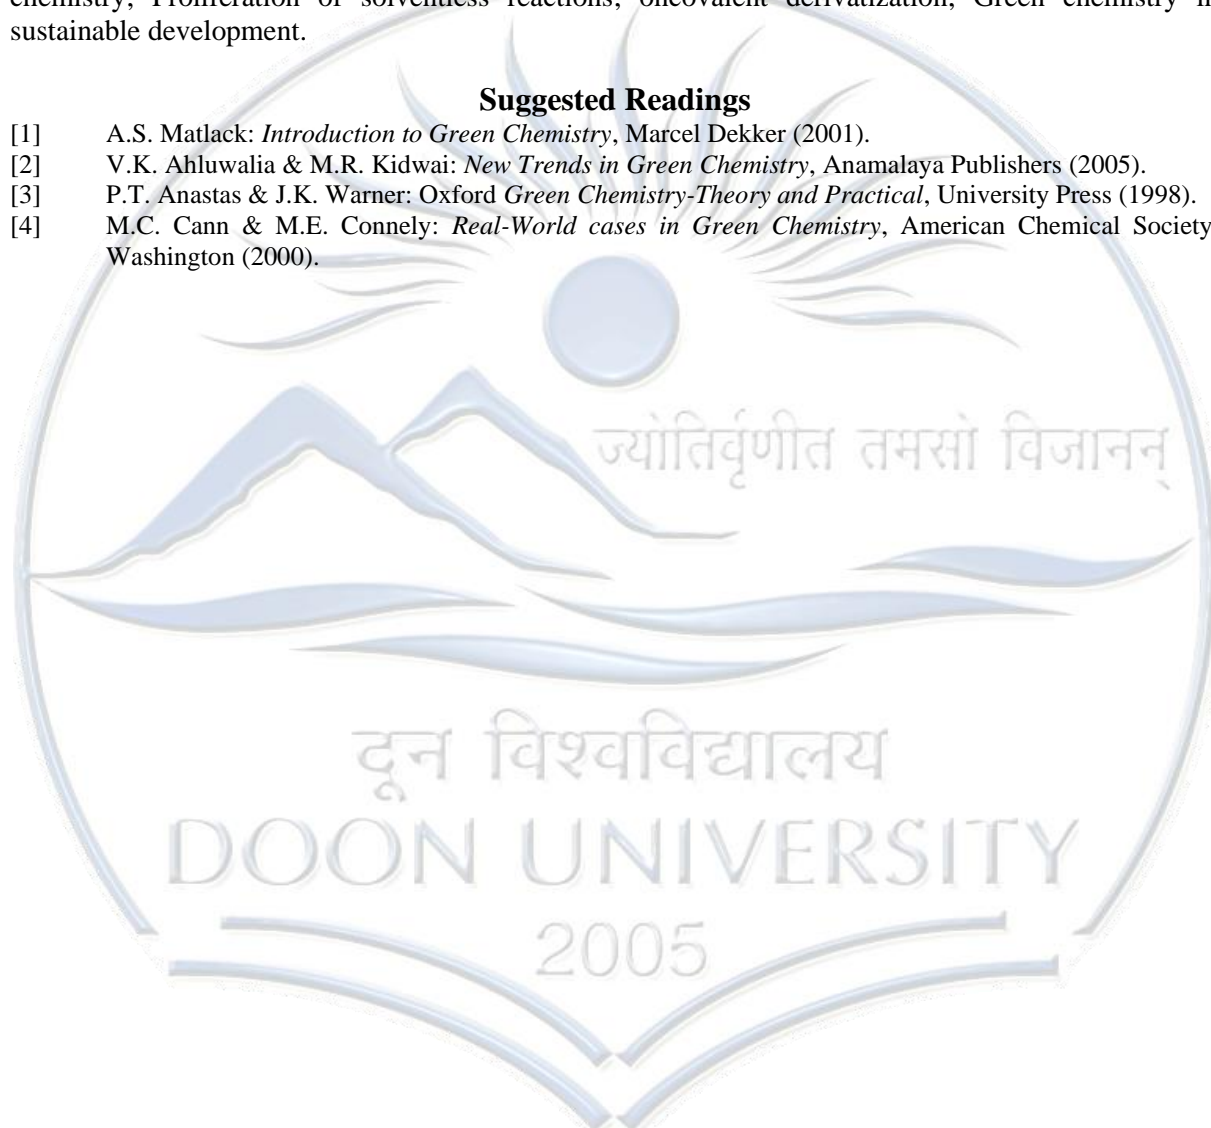 chemistry, Proliferation of solventless reactions, oncovalent derivatization, Green chemistry in
sustainable development.
Suggested Readings
[1] A.S. Matlack: Introduction to Green Chemistry, Marcel Dekker (2001).
[2] V.K. Ahluwalia & M.R. Kidwai: New Trends in Green Chemistry, Anamalaya Publishers (2005).
[3] P.T. Anastas & J.K. Warner: Oxford Green Chemistry-Theory and Practical, University Press (1998).
[4] M.C. Cann & M.E. Connely: Real-World cases in Green Chemistry, American Chemical Society
Washington (2000).
ज्योतिर्वृणीत तमसो विजानन्
दून विश्वविद्यालय
DOON UNIVERSITY
2005